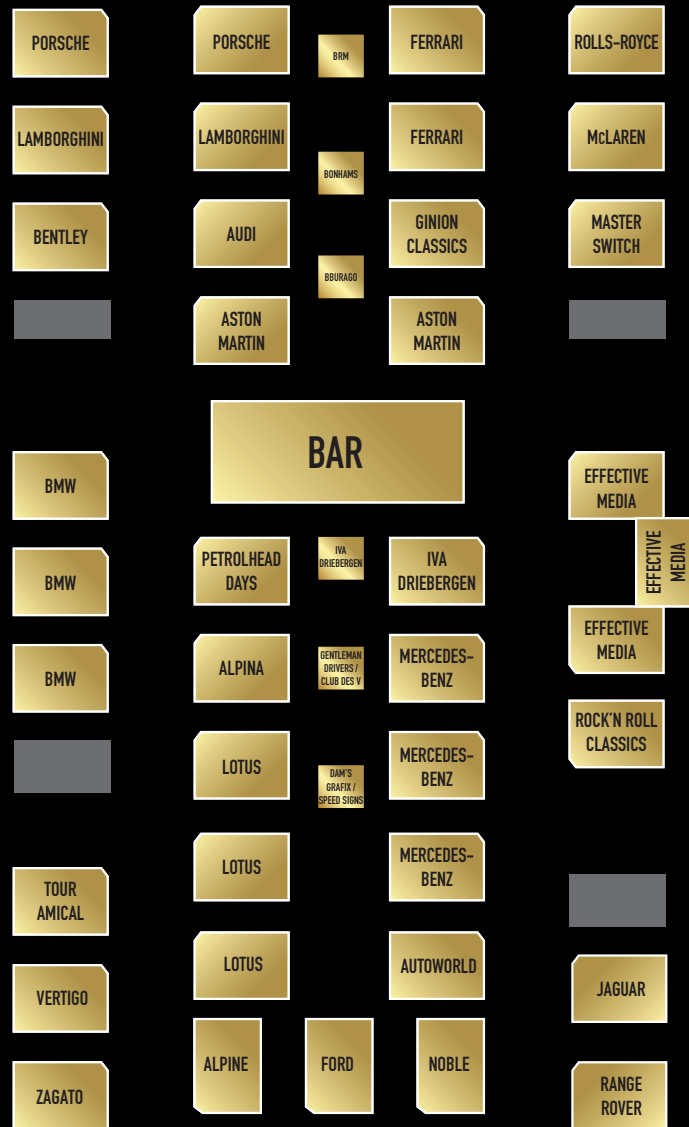 PORSCHE
PORSCHE
BRM
FERRARI
ROLLS-ROYCE
LAMBORGHINI
LAMBORGHINI
BONHAMS
FERRARI
McLAREN
BENTLEY
AUDI
BBURAGO
GINION
CLASSICS
MASTER
SWITCH
ASTON
MARTIN
ASTON
MARTIN
BAR
BMW
EFFECTIVE
MEDIA
EFFECTIVE
MEDIA
BMW
PETROLHEAD
DAYS
IVA
DRIEBERGEN
IVA
DRIEBERGEN
EFFECTIVE
MEDIA
BMW
ALPINA
GENTLEMAN
DRIVERS /
CLUB DES V
MERCEDES-
BENZ
ROCK'N ROLL
CLASSICS
LOTUS
DAM'S
GRAFIX /
SPEED SIGNS
MERCEDES-
BENZ
TOUR
AMICAL
LOTUS
MERCEDES-
BENZ
VERTIGO
LOTUS
AUTOWORLD
JAGUAR
ZAGATO
ALPINE
FORD
NOBLE
RANGE
ROVER